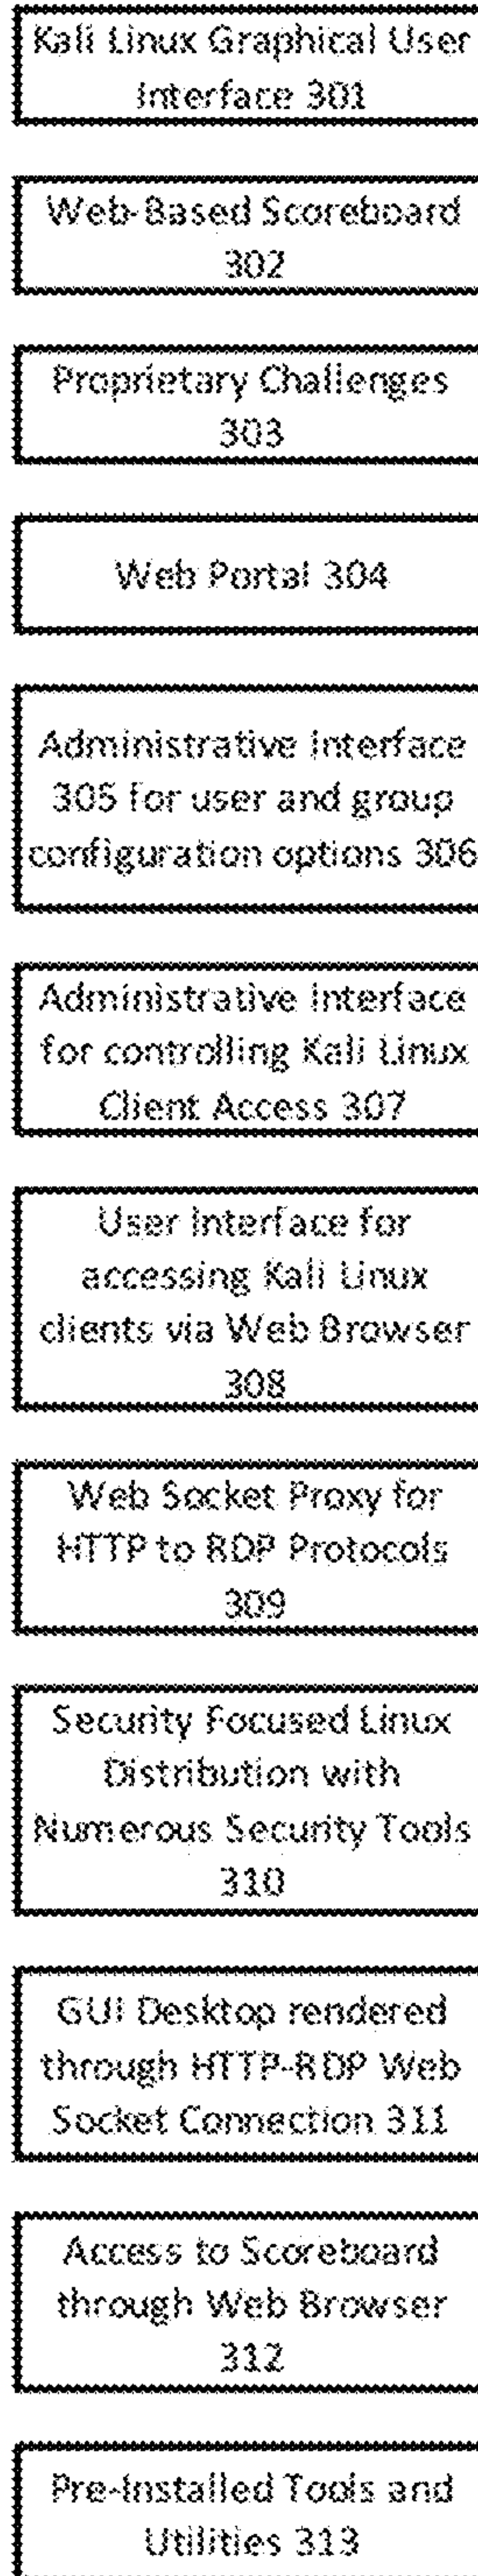 Kali Linux Graphical User
Interface 301
Web-Based Scoreboard
302
Proprietary Challenges
303
Web Portal 304
Administrative Interface
305 for user and group
configuration options 306
Administrative Interface
for controlling Kali Linux
Client Access 307
User Interface for
accessing Kali Linux
clients via Web Browser
308
Web Socket Proxy for
HTTP to RDP Protocols
309
Security Focused Linux
Distribution with
Numerous Security Tools
310
GUI Desktop rendered
through HTTP-RDP Web
Socket Connection 311
Access to Scoreboard
through Web Browser
312
Pre-Installed Tools and
Utilities 313